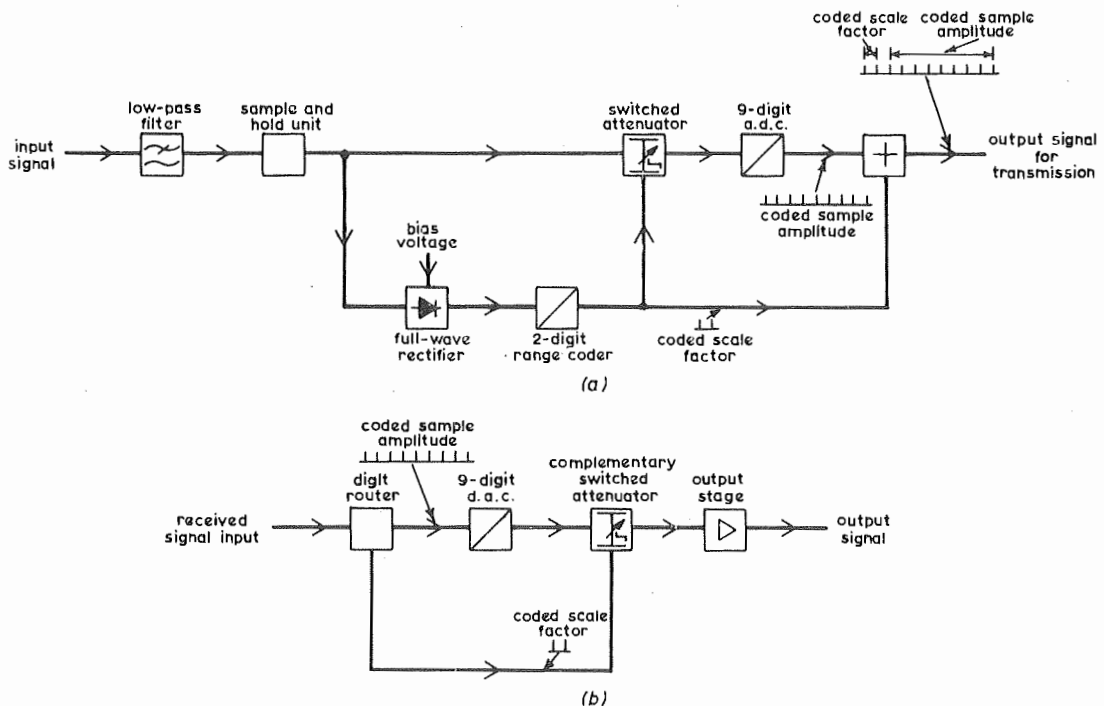 coded scale
factor
coded sample
amplitude
low-pass
filter
sample and
hold unit
switched
attenuator
9-digit
a.d.c.
input
signal
output signal
for
transmission
coded sample
amplitude
bias
voltage
full-wave
rectifier
2-digit
range coder
coded scale
factor
(a)
coded sample
amplitude
digit
router
9-digit
d.a.c.
complementary
switched
attenuator
output
stage
received
signal input
output
signal
coded scale
factor
(b)